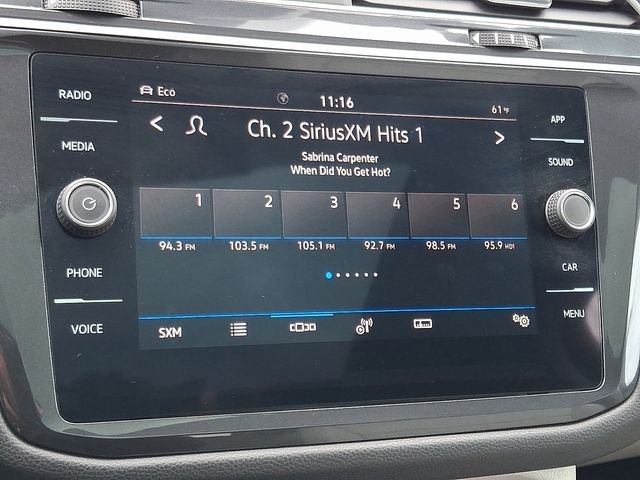 RADIO
MEDIA
PHONE
VOICE
Eco
11:16
61°F
< Ch. 2 SiriusXM Hits 1 >
Sabrina Carpenter
When Did You Get Hot?
1 2 3 4 5 6
94.3 FM 103.5 FM 105.1 FM 92.7 FM 98.5 FM 95.9 HD1
SXM
APP
SOUND
CAR
MENU